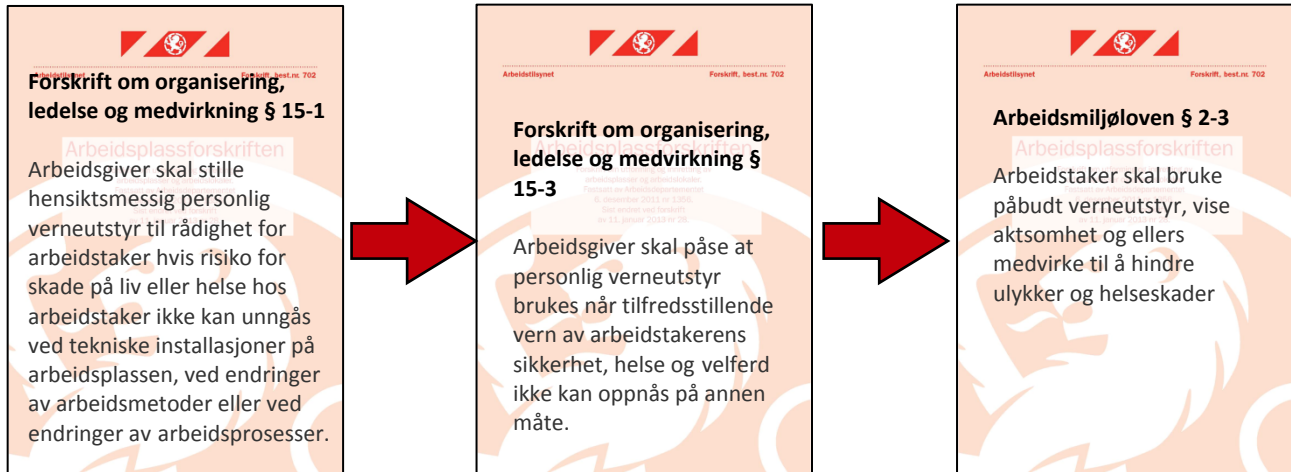 Arbeidstilsynet
Forskrift, best.nr. 702
Forskrift om organisering,
ledelse og medvirkning § 15-1
Arbeidsplassforskriften
Arbeidsgiver skal stille
hensiktsmessig personlig
verneutstyr til rådighet for
arbeidstaker hvis risiko for
skade på liv eller helse hos
arbeidstaker ikke kan unngås
ved tekniske installasjoner på
arbeidsplassen, ved endringer
av arbeidsmetoder eller ved
endringer av arbeidsprosesser.
Arbeidstilsynet
Forskrift, best.nr. 702
Forskrift om organisering,
ledelse og medvirkning §
15-3
Arbeidsplassforskriften
Arbeidsgiver skal påse at
personlig verneutstyr
brukes når tilfredsstillende
vern av arbeidstakerens
sikkerhet, helse og velferd
ikke kan oppnås på annen
måte.
Arbeidstilsynet
Forskrift, best.nr. 702
Arbeidsmiljøloven § 2-3
Arbeidsplassforskriften
Arbeidstaker skal bruke
påbudt verneutstyr, vise
aktsomhet og ellers
medvirke til å hindre
ulykker og helseskader